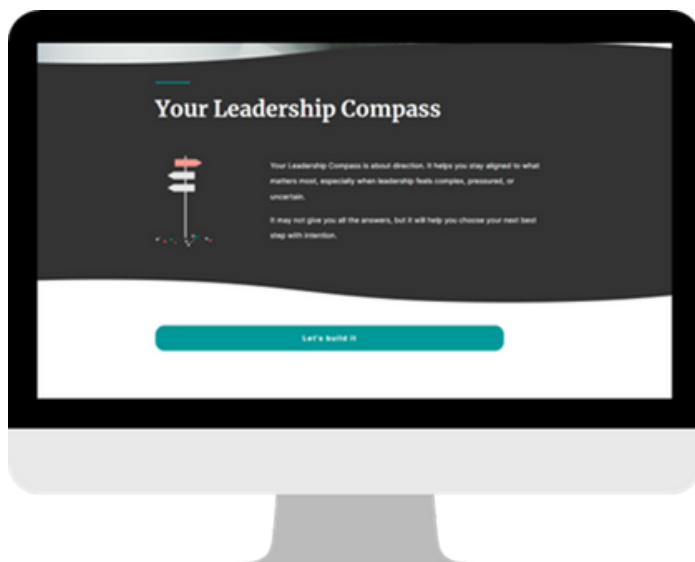 Your Leadership Compass
Your Leadership Compass is about direction. It helps you stay aligned to what
matters most, especially when leadership feels complex, pressured, or
uncertain.
It may not give you all the answers, but it will help you choose your next best
step with intention.
Let's build it